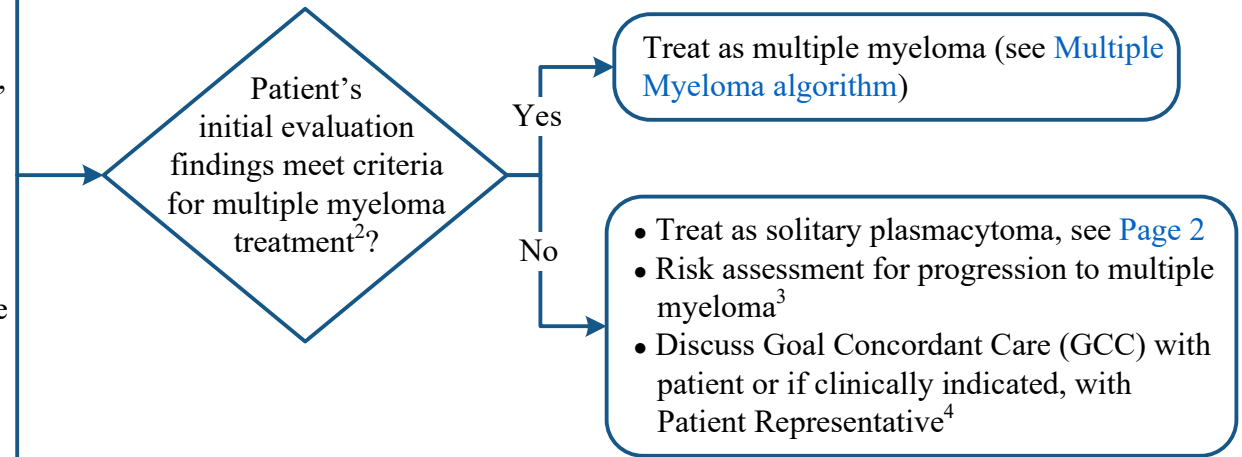 ,
e
Patient’s
initial evaluation
findings meet criteria
for multiple myeloma
treatment²?
Yes
Treat as multiple myeloma (see Multiple
Myeloma algorithm)
No
• Treat as solitary plasmacytoma, see Page 2
• Risk assessment for progression to multiple
myeloma³
• Discuss Goal Concordant Care (GCC) with
patient or if clinically indicated, with
Patient Representative⁴